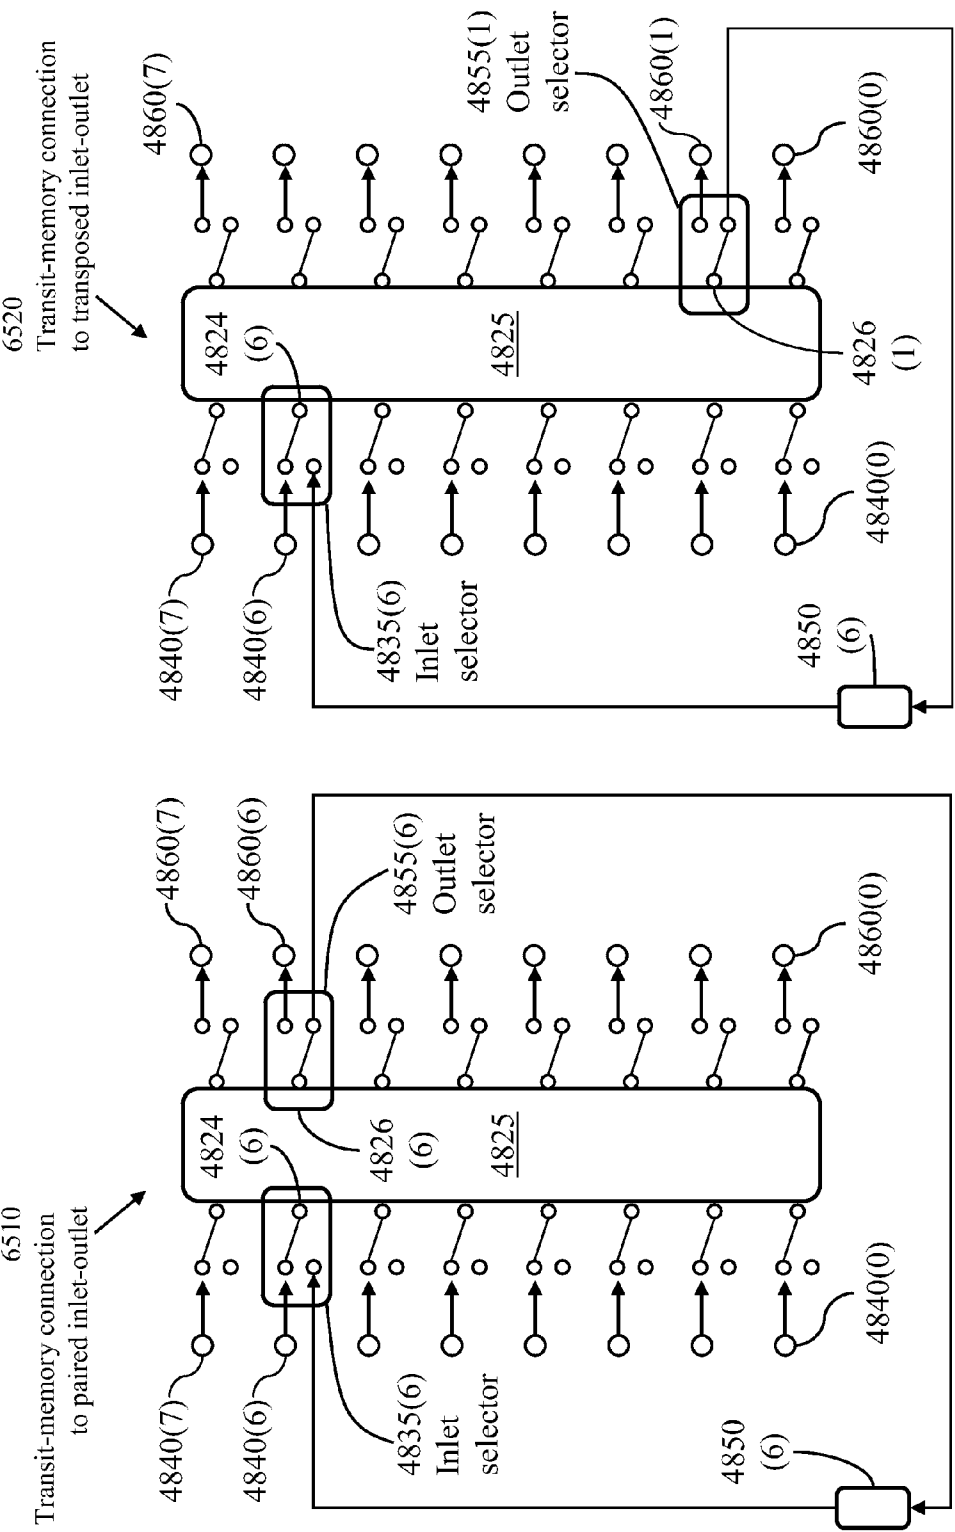 6510
Transit-memory connection
to paired inlet-outlet
4840(7)
4860(7)
4824
(6)
4840(6)
4860(6)
4826
(6)
4835(6)
Inlet
selector
4855(6)
Outlet
selector
4825
4850
(6)
4840(0)
4860(0)
6520
Transit-memory connection
to transposed inlet-outlet
4840(7)
4860(7)
4824
(6)
4840(6)
4835(6)
Inlet
selector
4855(1)
Outlet
selector
4825
4860(1)
4850
(6)
4840(0)
4826
(1)
4860(0)